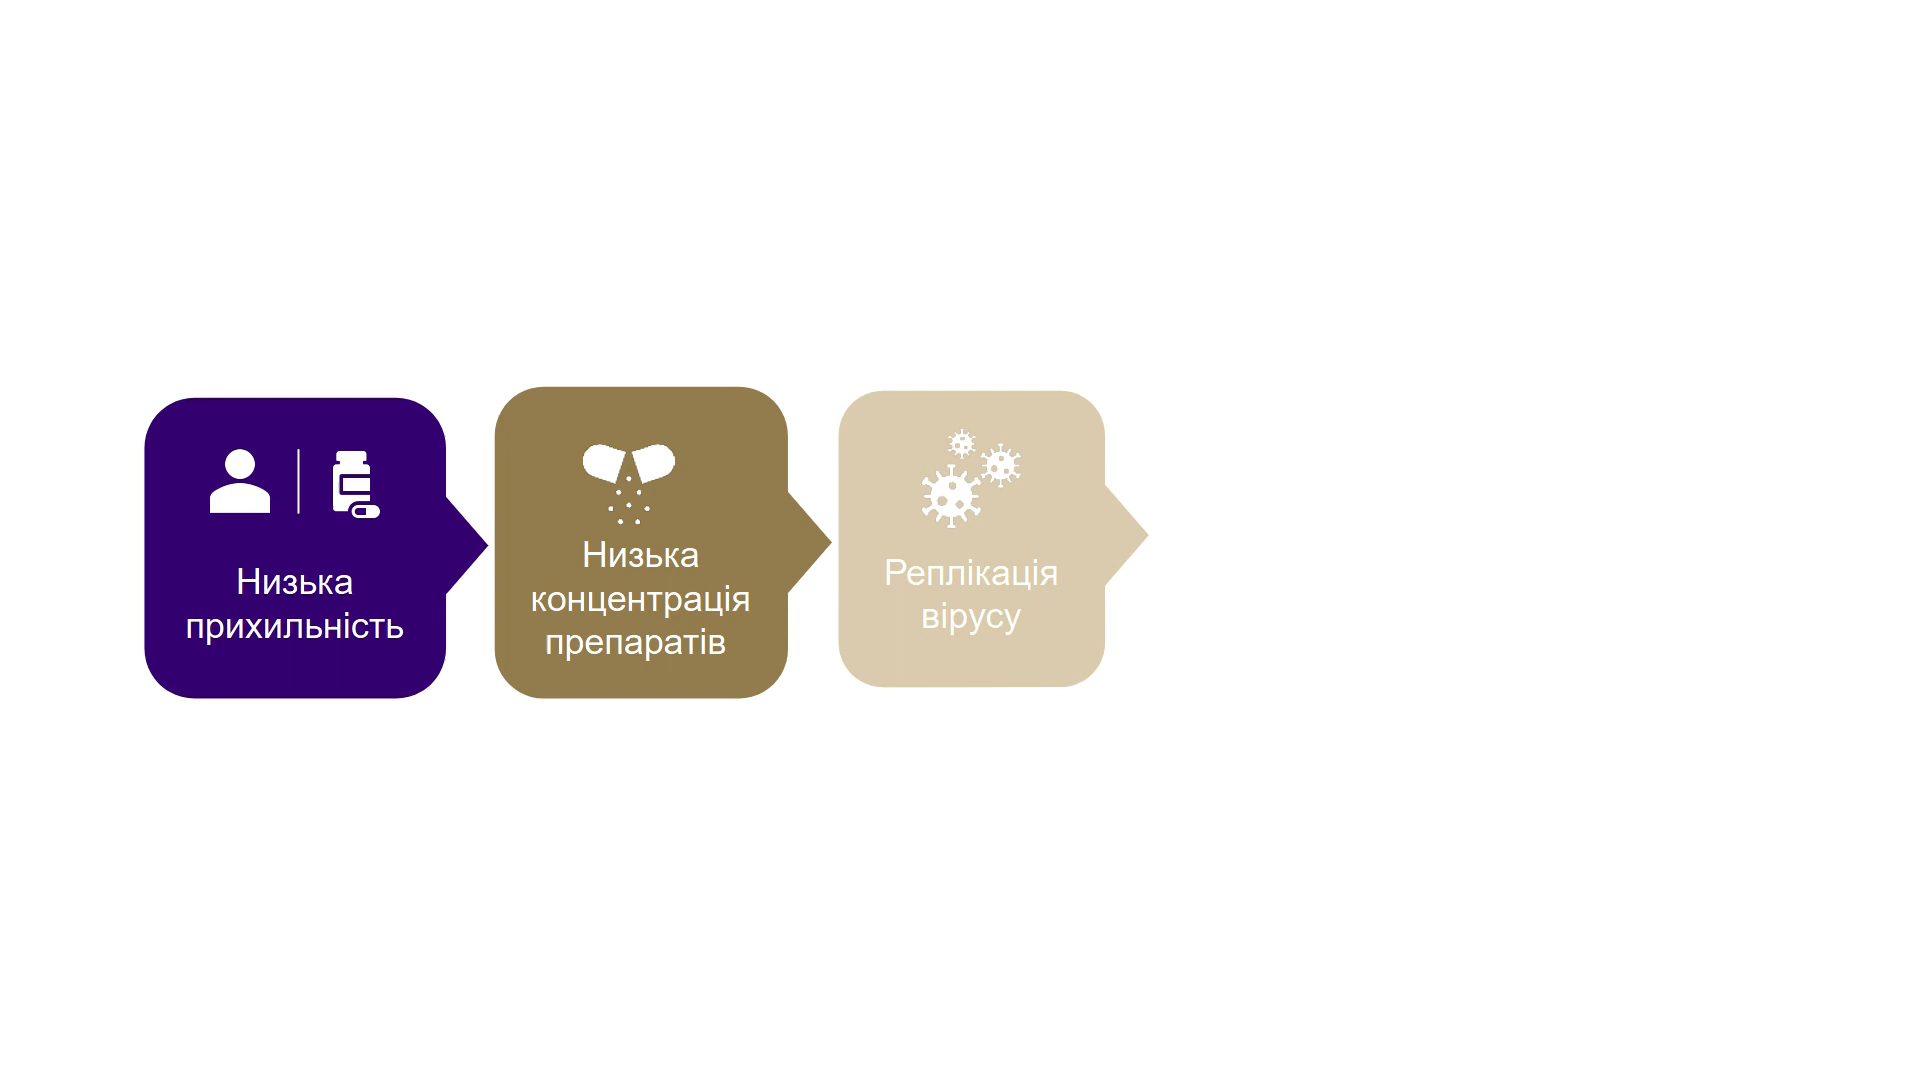 Низька
прихильність
Низька
концентрація
препаратів
Реплікація
вірусу